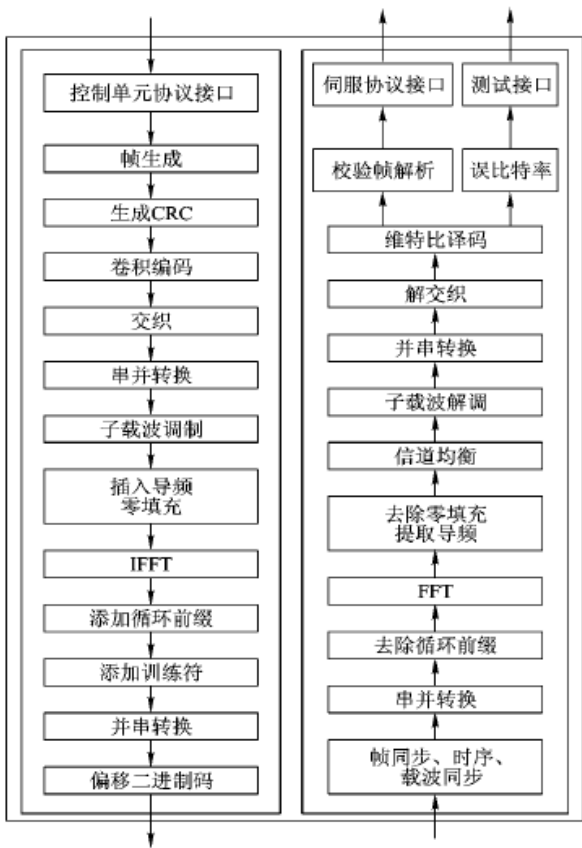 控制单元协议接口
帧生成
生成CRC
卷积编码
交织
串并转换
子载波调制
插入导频
零填充
IFFT
添加循环前缀
添加训练符
并串转换
偏移二进制码
伺服协议接口
测试接口
校验帧解析
误比特率
维特比译码
解交织
并串转换
子载波解调
信道均衡
去除零填充
提取导频
FFT
去除循环前缀
串并转换
帧同步、时序、
载波同步